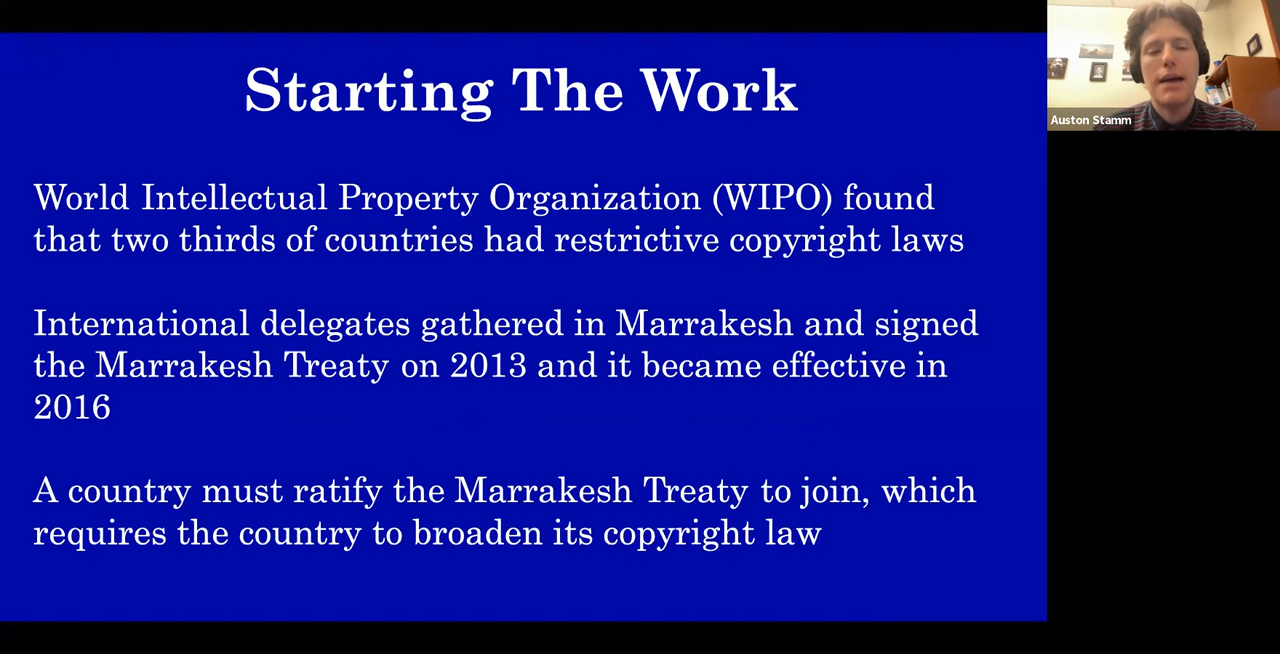 Starting The Work
World Intellectual Property Organization (WIPO) found
that two thirds of countries had restrictive copyright laws
International delegates gathered in Marrakesh and signed
the Marrakesh Treaty on 2013 and it became effective in
2016
A country must ratify the Marrakesh Treaty to join, which
requires the country to broaden its copyright law
Auston Stamm